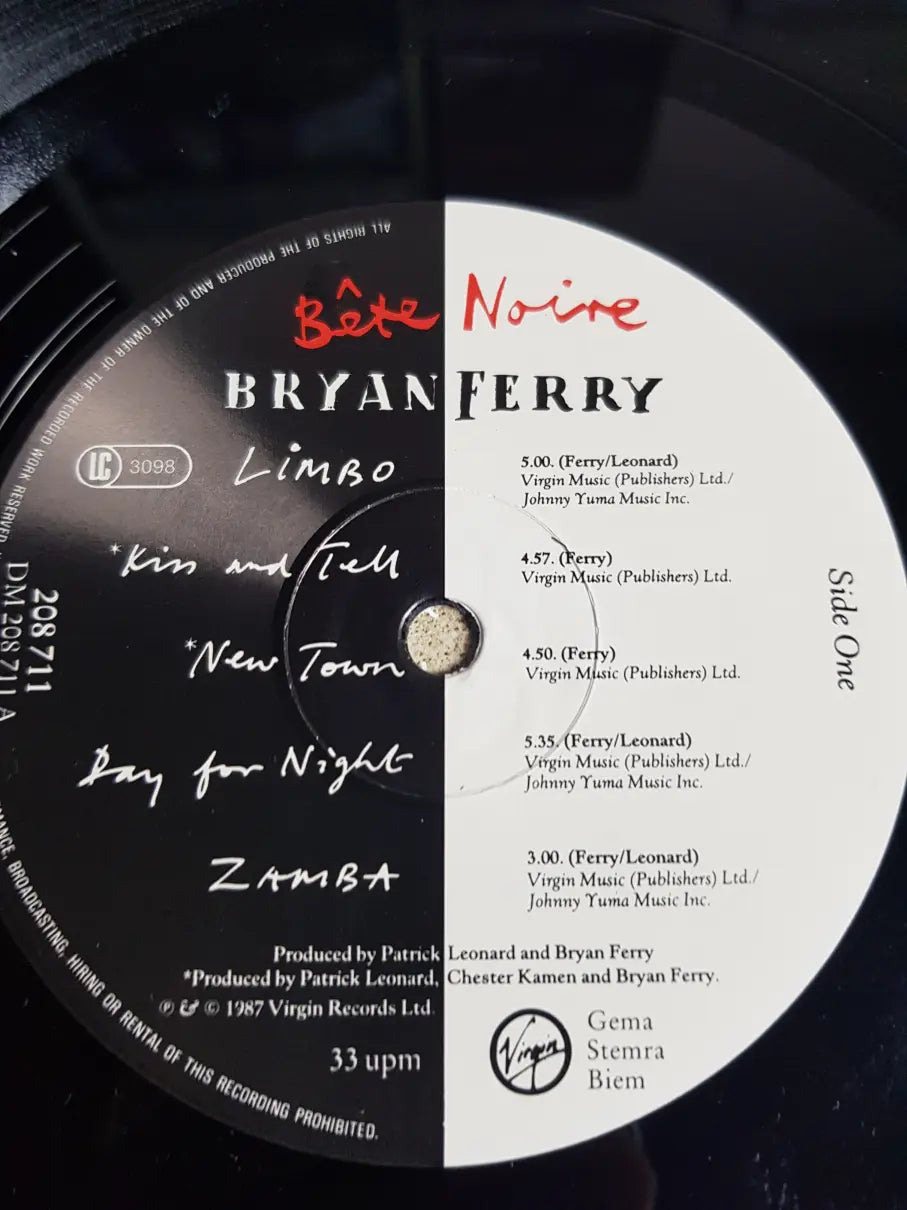 Bête Noire
BRYAN FERRY
LC 3098
LIMBO
5.00. (Ferry/Leonard)
Virgin Music (Publishers) Ltd./
Johnny Yuma Music Inc.
*Kiss and Tell
4.57. (Ferry)
Virgin Music (Publishers) Ltd.
*New Town
4.50. (Ferry)
Virgin Music (Publishers) Ltd.
Day for Night
5.35. (Ferry/Leonard)
Virgin Music (Publishers) Ltd./
Johnny Yuma Music Inc.
ZAMBA
3.00. (Ferry/Leonard)
Virgin Music (Publishers) Ltd./
Johnny Yuma Music Inc.
Produced by Patrick Leonard and Bryan Ferry
*Produced by Patrick Leonard, Chester Kamen and Bryan Ferry.
℗ & © 1987 Virgin Records Ltd.
33 upm
Virgin
Gema
Stemra
Biem
Side One
208 711
DM 208 711 A
ALL RIGHTS OF THE PRODUCER AND OF THE OWNER OF THE RECORDED WORK RESERVED
BROADCASTING, HIRING OR RENTAL OF THIS RECORDING PROHIBITED.